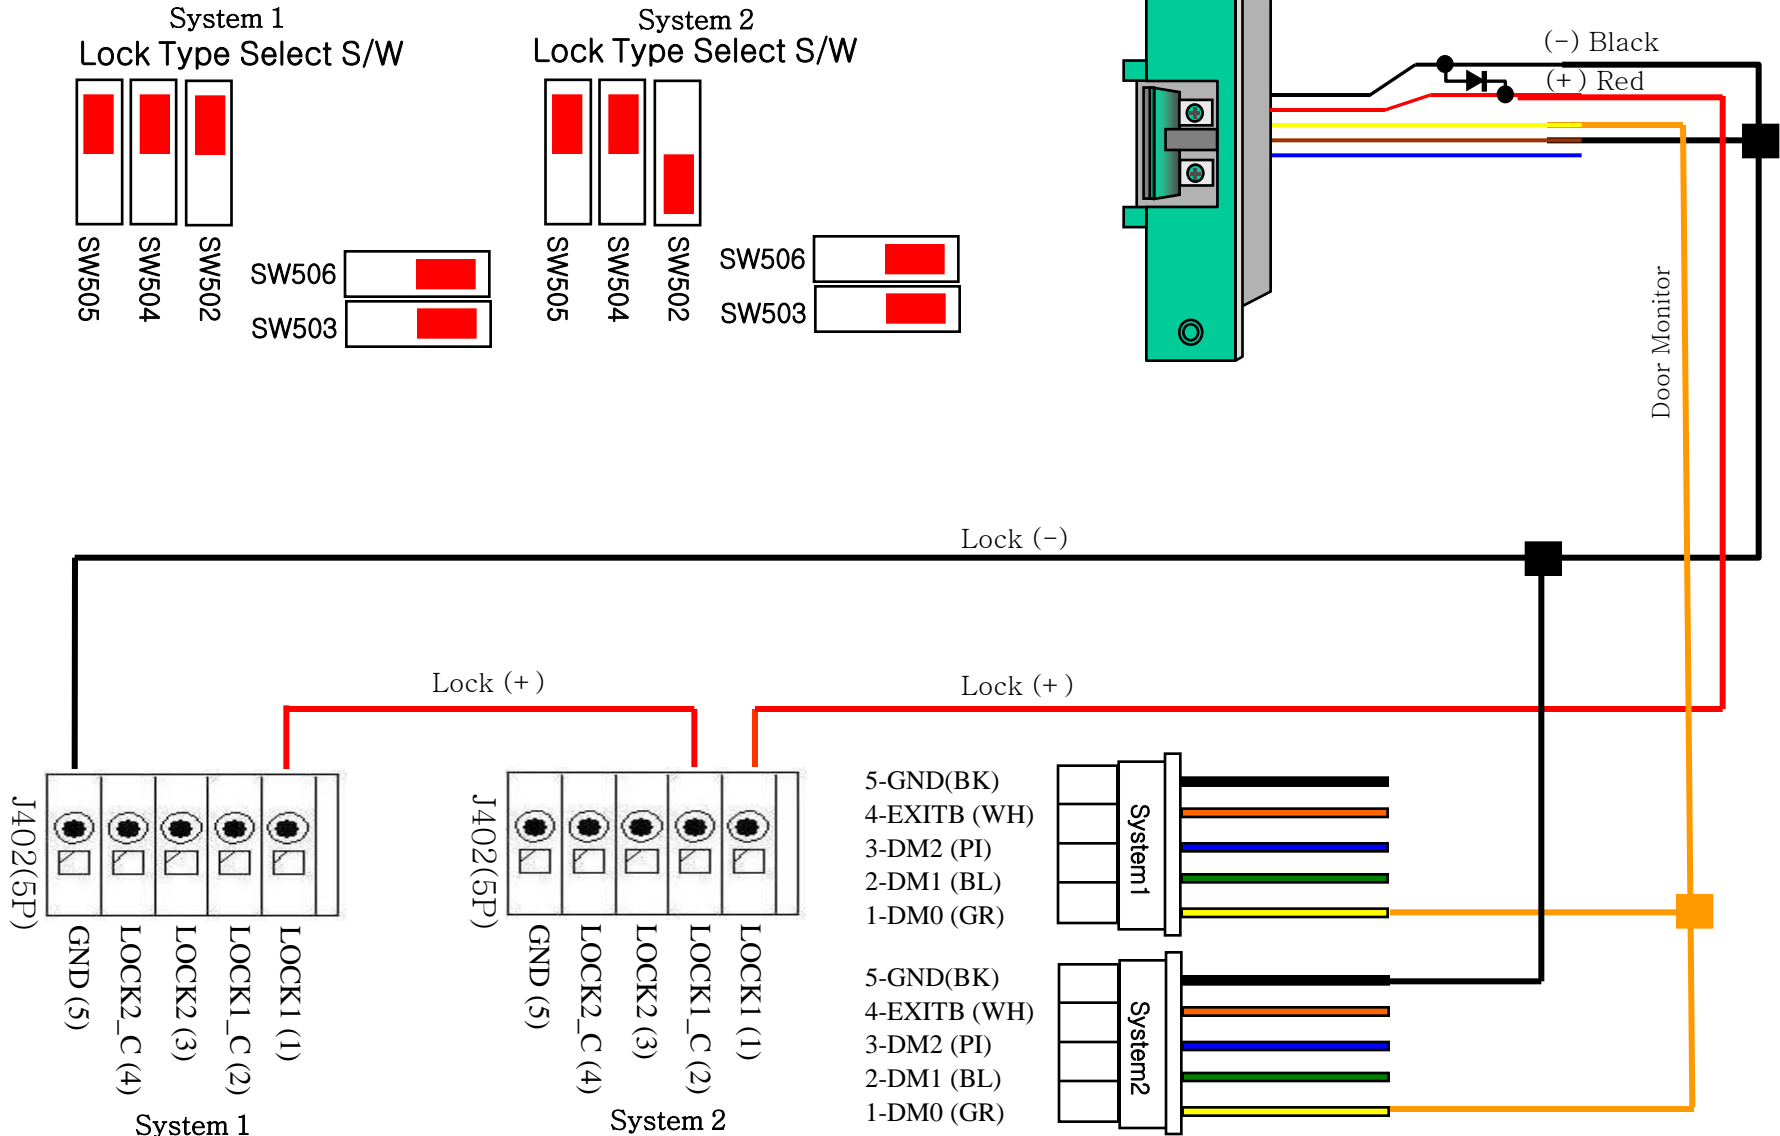 System 1
Lock Type Select S/W
SW505
SW504
SW502
SW506
SW503
System 2
Lock Type Select S/W
SW505
SW504
SW502
SW506
SW503
(-) Black
(+) Red
Door Monitor
Lock (-)
Lock (+)
Lock (+)
J402(5P)
GND (5)
LOCK2_C (4)
LOCK2 (3)
LOCK1_C (2)
LOCK1 (1)
System 1
J402(5P)
GND (5)
LOCK2_C (4)
LOCK2 (3)
LOCK1_C (2)
LOCK1 (1)
System 2
5-GND(BK)
4-EXITB (WH)
3-DM2 (PI)
2-DM1 (BL)
1-DM0 (GR)
System1
5-GND(BK)
4-EXITB (WH)
3-DM2 (PI)
2-DM1 (BL)
1-DM0 (GR)
System2